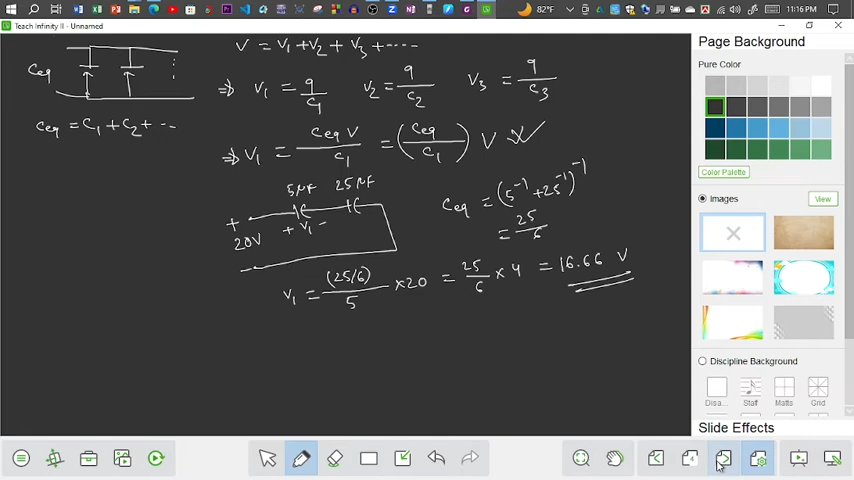 82°F
11:16 PM
Teach Infinity II - Unnamed
Page Background
Pure Color
Color Palette
Images
View
Discipline Background
Disa...
Staff
Matts
Grid
Slide Effects
Ceq
Ceq = C1 + C2 + ...
V = V1 + V2 + V3 + ....
⇒ V1 = q/C1 V2 = q/C2 V3 = q/C3
⇒ V1 = Ceq V/C1 = (Ceq/C1) V
5μF 25μF
+
20V
+ V1 -
-
Ceq = (5^-1 + 25^-1)^-1
= 25/6
V1 = (25/6)/5 × 20 = 25/6 × 4 = 16.66 V